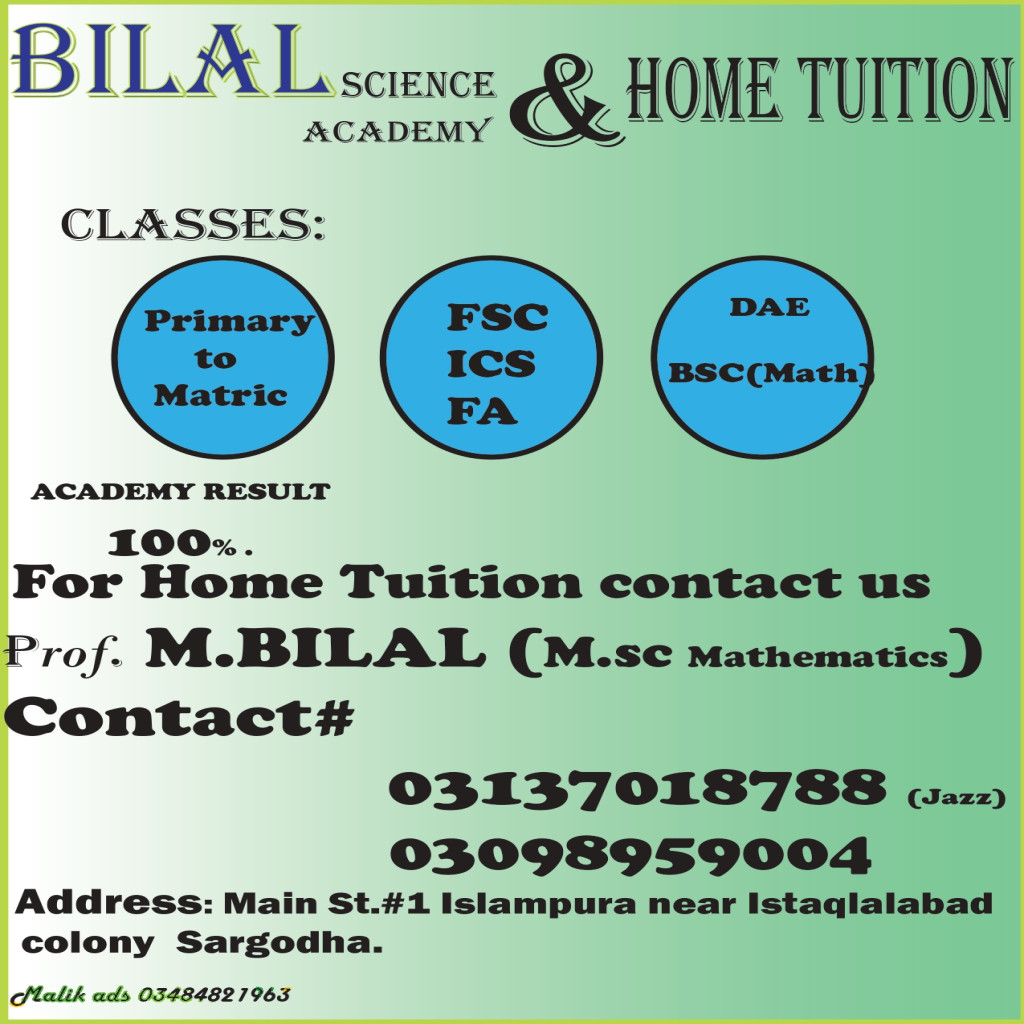 BILAL SCIENCE ACADEMY & HOME TUITION
CLASSES:
Primary
to
Matric
FSC
ICS
FA
DAE
BSC(Math)
ACADEMY RESULT
100% .
For Home Tuition contact us
Prof. M.BILAL (M.sc Mathematics)
Contact#
03137018788 (Jazz)
03098959004
Address: Main St.#1 Islampura near Istaqlalabad
colony Sargodha.
Malik ads 03484821963